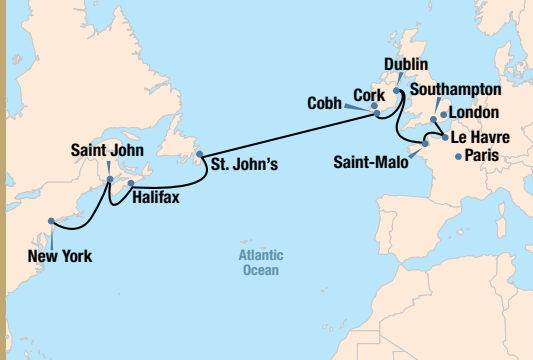 Dublin
Southampton
Cork
Cobh
London
Le Havre
Saint-Malo
Paris
Saint John
St. John's
Halifax
New York
Atlantic
Ocean